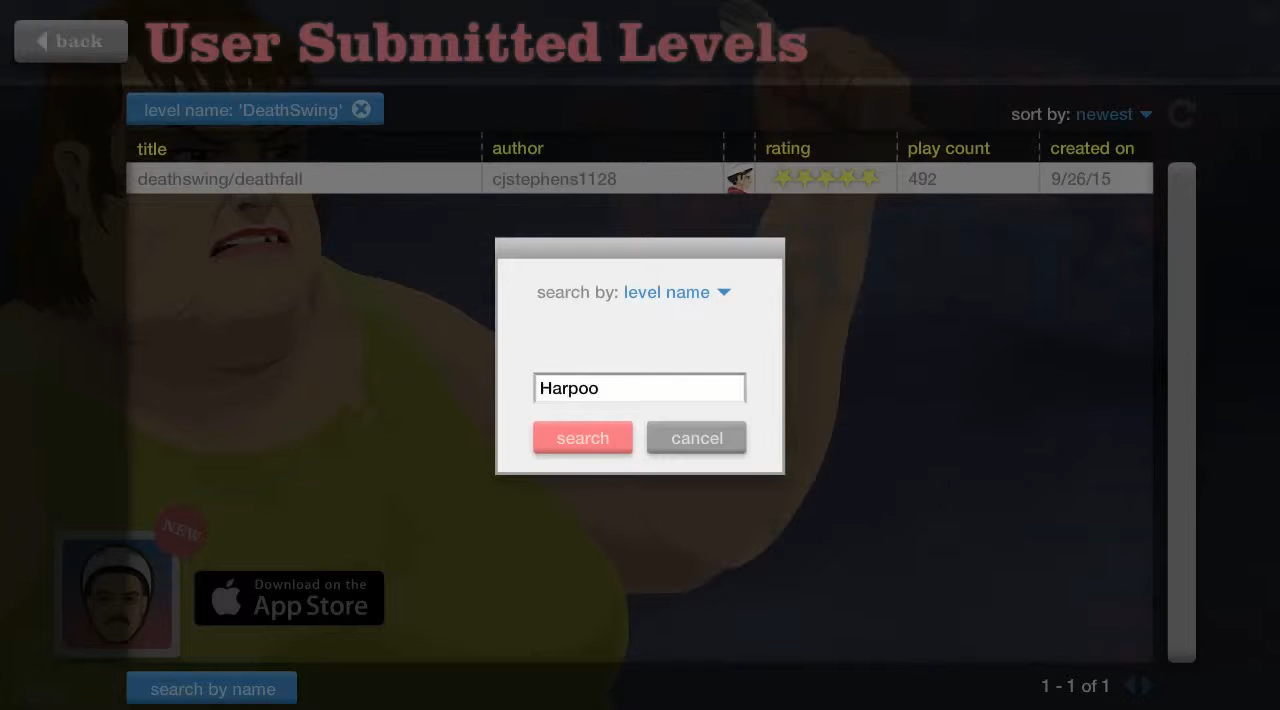 back
User Submitted Levels
level name: 'DeathSwing'
sort by: newest
title author rating play count created on
deathswing/deathfall cjstephens1128 492 9/26/15
search by: level name
Harpoo
search cancel
NEW
Download on the
App Store
search by name
1 - 1 of 1